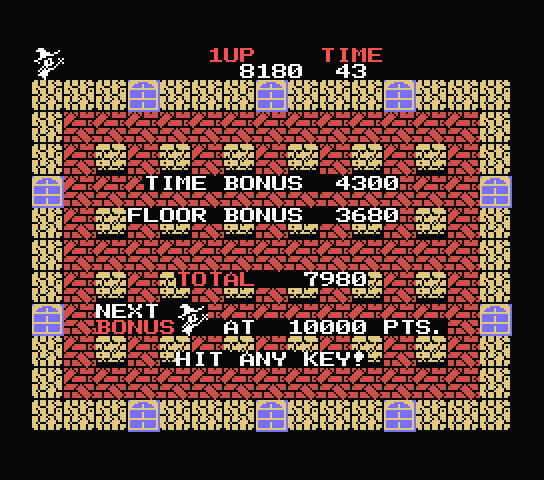 1UP TIME
8180 43
TIME BONUS 4300
FLOOR BONUS 3680
TOTAL 7980
NEXT
BONUS AT 10000 PTS.
HIT ANY KEY!